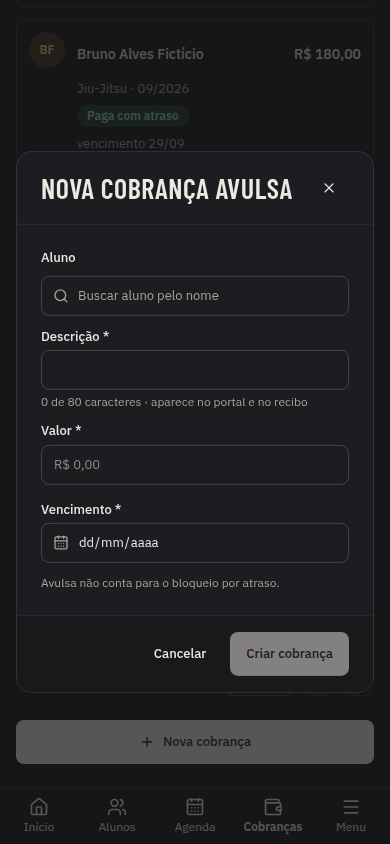 BF
Bruno Alves Fictício
R$ 180,00
Jiu-Jitsu · 09/2026
Paga com atraso
vencimento 29/09
NOVA COBRANÇA AVULSA
Aluno
Buscar aluno pelo nome
Descrição *
0 de 80 caracteres · aparece no portal e no recibo
Valor *
R$ 0,00
Vencimento *
dd/mm/aaaa
Avulsa não conta para o bloqueio por atraso.
Cancelar
Criar cobrança
Nova cobrança
Início
Alunos
Agenda
Cobranças
Menu